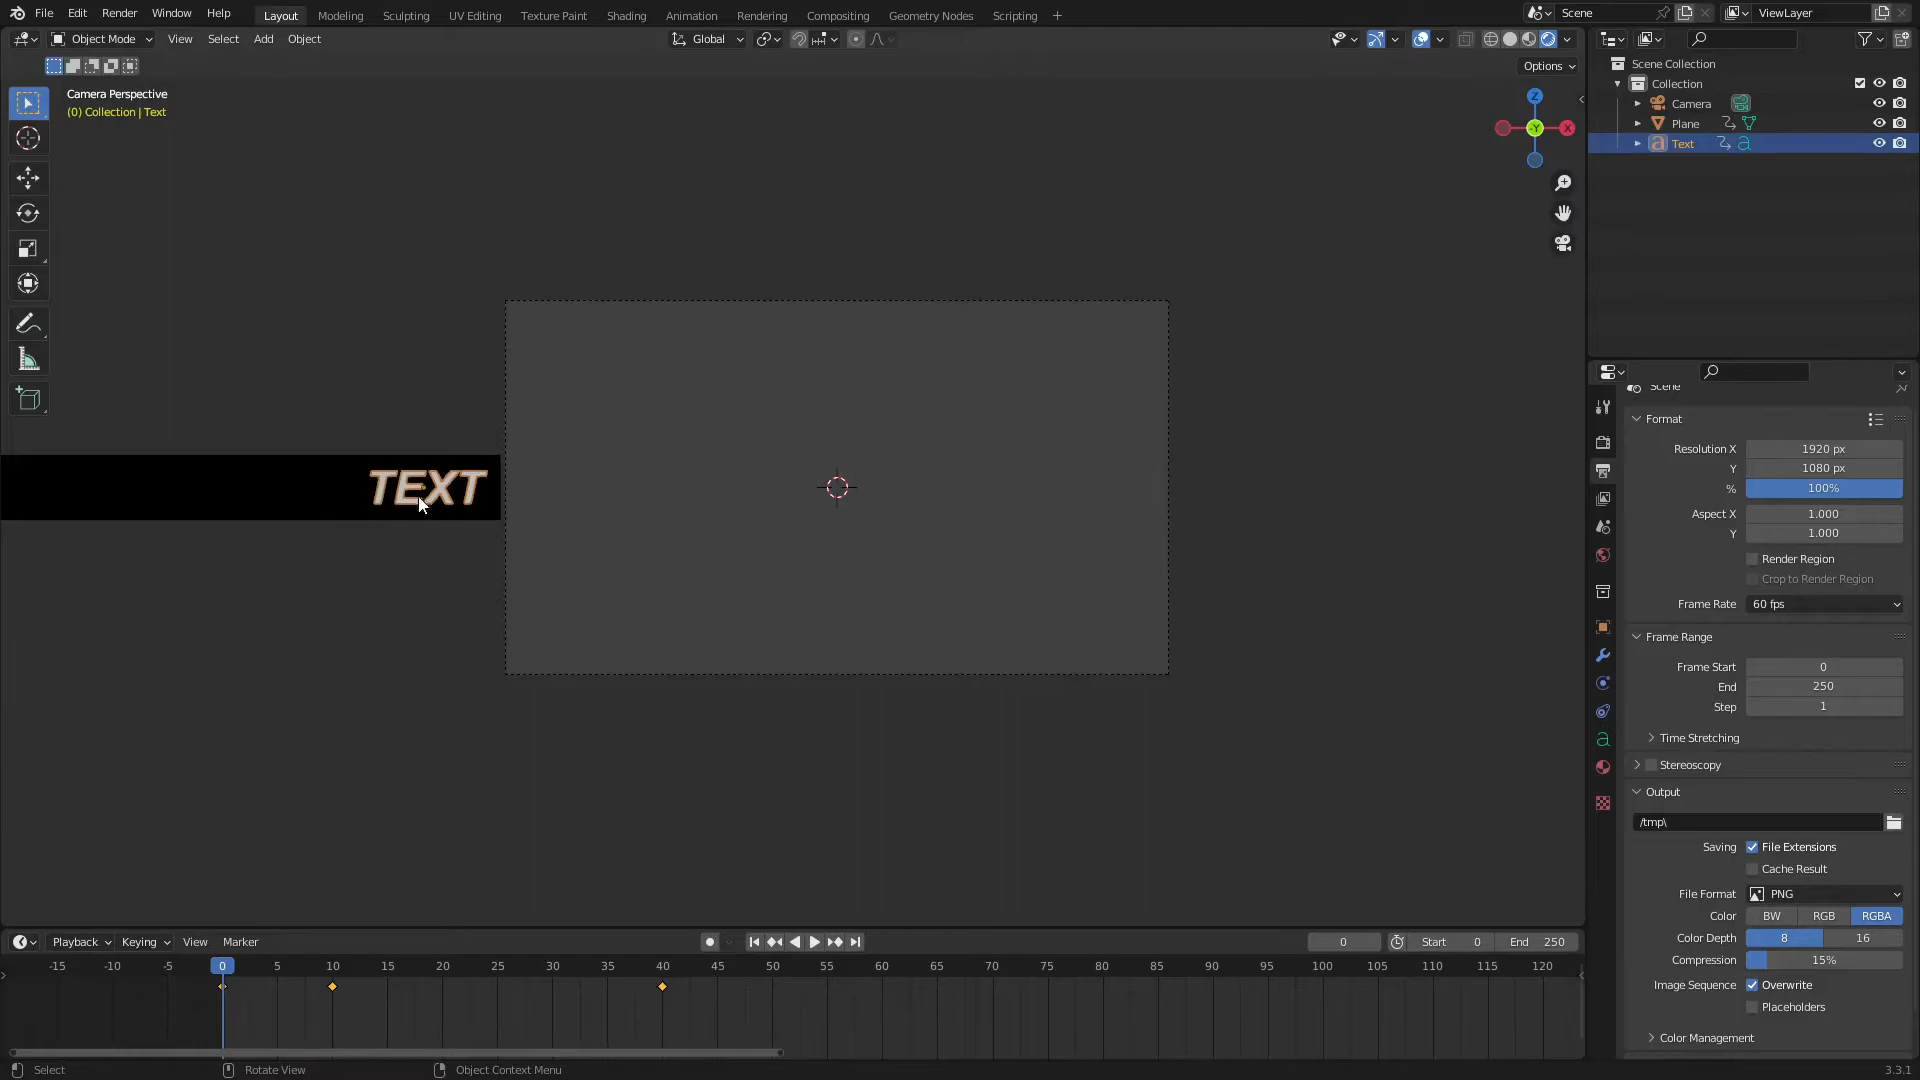 File Edit Render Window Help Layout Modeling Sculpting UV Editing Texture Paint Shading Animation Rendering Compositing Geometry Nodes Scripting + Scene ViewLayer
Object Mode View Select Add Object Global
Options
Camera Perspective
(0) Collection | Text
Z
-Y
X
TEXT
Scene Collection
Collection
Camera
Plane
Text
Scene
Format
Resolution X 1920 px
Y 1080 px
% 100%
Aspect X 1.000
Y 1.000
Render Region
Crop to Render Region
Frame Rate 60 fps
Frame Range
Frame Start 0
End 250
Step 1
Time Stretching
Stereoscopy
Output
/tmp\
Saving File Extensions
Cache Result
File Format PNG
Color BW RGB RGBA
Color Depth 8 16
Compression 15%
Image Sequence Overwrite
Placeholders
Color Management
Playback Keying View Marker 0 Start 0 End 250
-15 -10 -5 0 5 10 15 20 25 30 35 40 45 50 55 60 65 70 75 80 85 90 95 100 105 110 115 120
Select Rotate View Object Context Menu 3.3.1